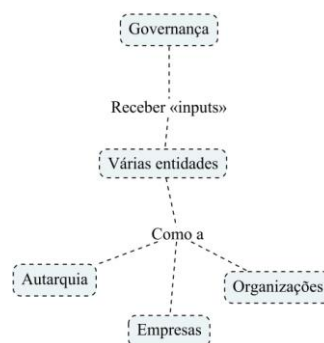 Governança
Receber «inputs»
Várias entidades
Como a
Autarquia
Organizações
Empresas